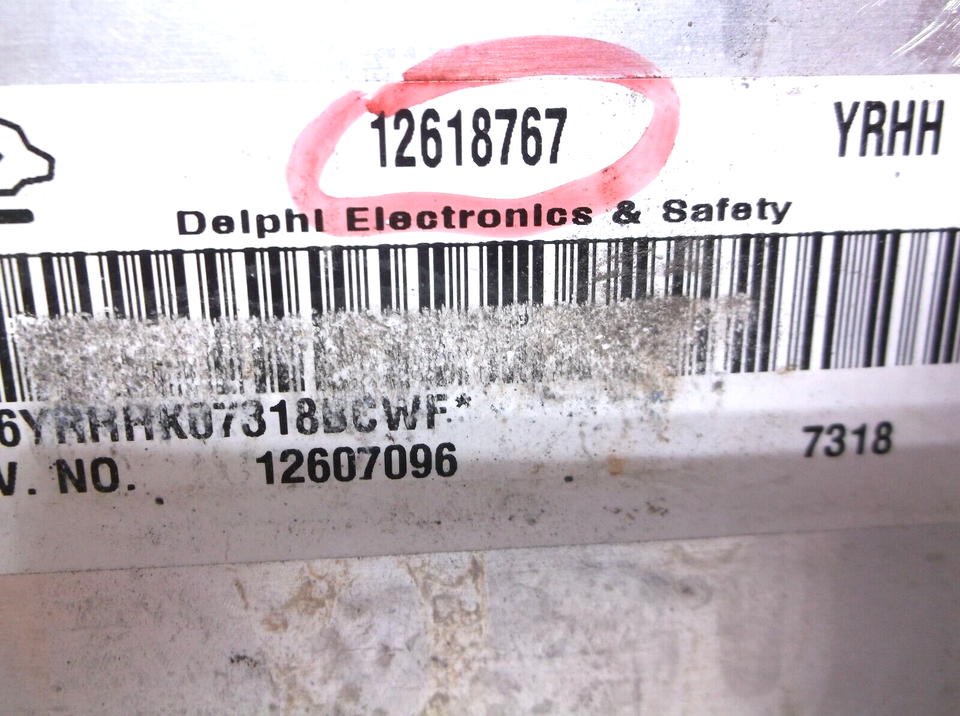 12618767 YRHH
Delphi Electronics & Safety
6YRHHK07318BCWF*
V. NO. 12607096 7318